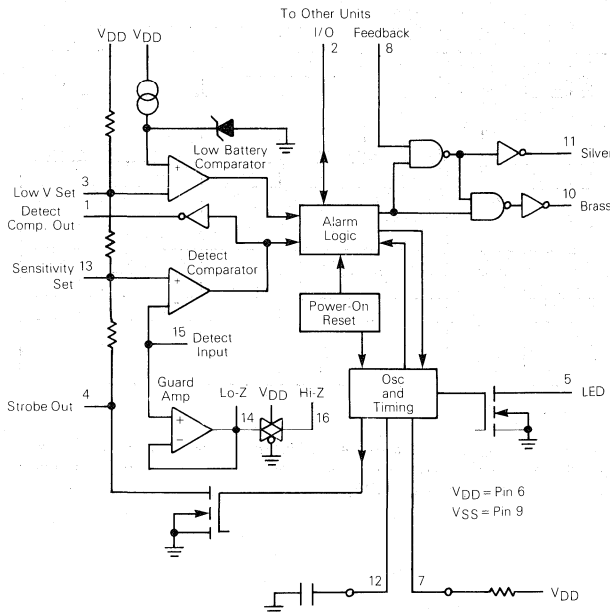 To Other Units
I/O
2
Feedback
8
VDD
VDD
11
Silver
Low Battery
Comparator
3
Low V Set
1
Detect
Comp. Out
10
Brass
Alarm
Logic
Detect
Comparator
13
Sensitivity
Set
Power-On
Reset
15
Detect
Input
Guard
Amp
Lo-Z
14
VDD
Hi-Z
16
Osc
and
Timing
5
LED
4
Strobe Out
+
−
+
−
+
−
VDD = Pin 6
VSS = Pin 9
12
7
VDD